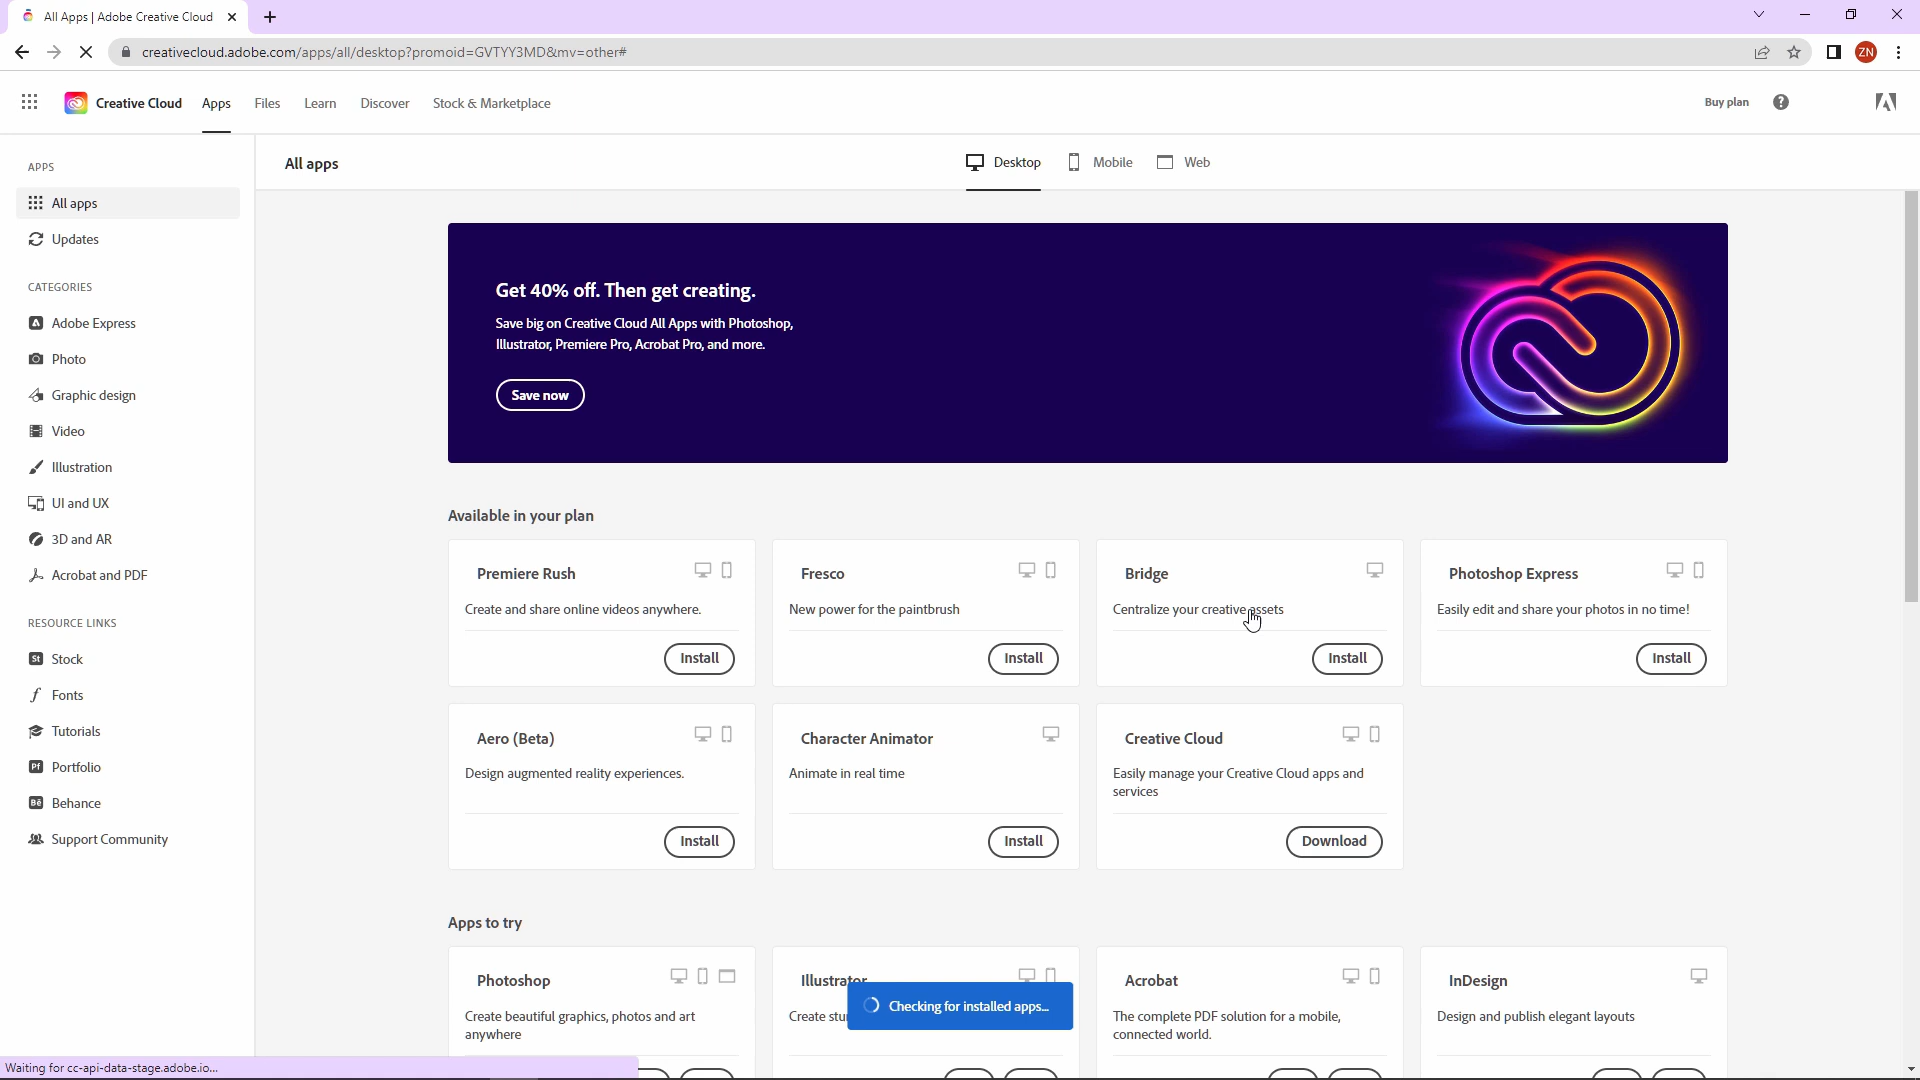 All Apps | Adobe Creative Cloud
creativecloud.adobe.com/apps/all/desktop?promoid=GVTYY3MD&mv=other#
ZN
Creative Cloud
Apps
Files
Learn
Discover
Stock & Marketplace
Buy plan
APPS
All apps
Updates
CATEGORIES
Adobe Express
Photo
Graphic design
Video
Illustration
UI and UX
3D and AR
Acrobat and PDF
RESOURCE LINKS
St Stock
Fonts
Tutorials
Pf Portfolio
Bē Behance
Support Community
All apps
Desktop
Mobile
Web
Get 40% off. Then get creating.
Save big on Creative Cloud All Apps with Photoshop,
Illustrator, Premiere Pro, Acrobat Pro, and more.
Save now
Available in your plan
Premiere Rush
Create and share online videos anywhere.
Install
Fresco
New power for the paintbrush
Install
Bridge
Centralize your creative assets
Install
Photoshop Express
Easily edit and share your photos in no time!
Install
Aero (Beta)
Design augmented reality experiences.
Install
Character Animator
Animate in real time
Install
Creative Cloud
Easily manage your Creative Cloud apps and
services
Download
Apps to try
Photoshop
Create beautiful graphics, photos and art
anywhere
Illustrator
Create
Checking for installed apps...
Acrobat
The complete PDF solution for a mobile,
connected world.
InDesign
Design and publish elegant layouts
Waiting for cc-api-data-stage.adobe.io...